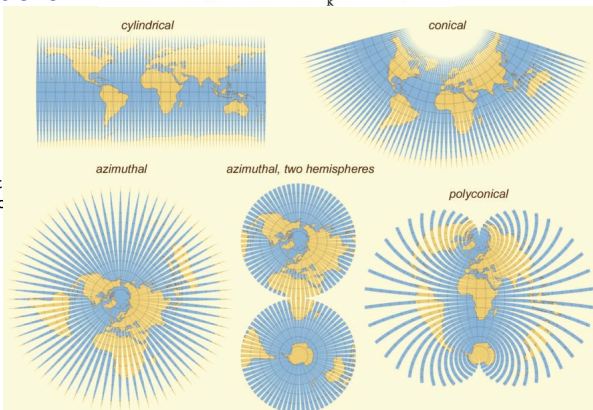 k
cylindrical
conical
azimuthal
azimuthal, two hemispheres
polyconical